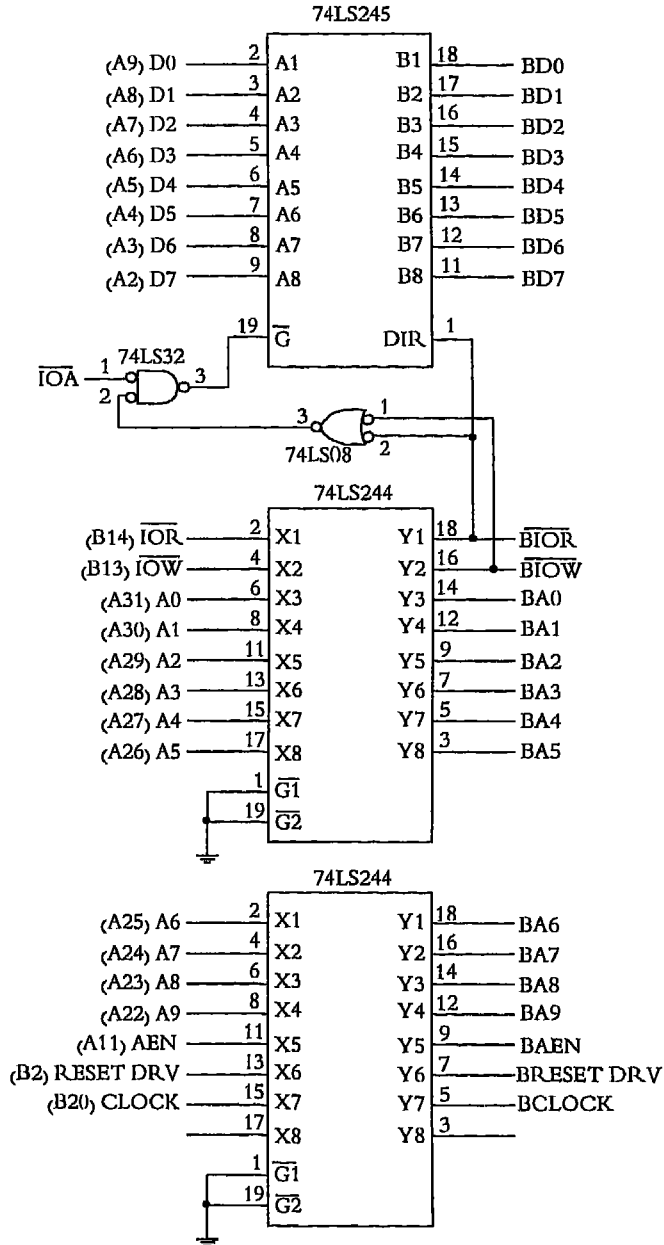 74LS245
(A9) D0 2 A1 B1 18 BD0
(A8) D1 3 A2 B2 17 BD1
(A7) D2 4 A3 B3 16 BD2
(A6) D3 5 A4 B4 15 BD3
(A5) D4 6 A5 B5 14 BD4
(A4) D5 7 A6 B6 13 BD5
(A3) D6 8 A7 B7 12 BD6
(A2) D7 9 A8 B8 11 BD7
19 G̅ DIR 1
74LS32
I̅O̅A̅ 1 3
2
3 1
74LS08 2
74LS244
(B14) I̅O̅R̅ 2 X1 Y1 18 B̅I̅O̅R̅
(B13) I̅O̅W̅ 4 X2 Y2 16 B̅I̅O̅W̅
(A31) A0 6 X3 Y3 14 BA0
(A30) A1 8 X4 Y4 12 BA1
(A29) A2 11 X5 Y5 9 BA2
(A28) A3 13 X6 Y6 7 BA3
(A27) A4 15 X7 Y7 5 BA4
(A26) A5 17 X8 Y8 3 BA5
1 G̅1̅
19 G̅2̅
74LS244
(A25) A6 2 X1 Y1 18 BA6
(A24) A7 4 X2 Y2 16 BA7
(A23) A8 6 X3 Y3 14 BA8
(A22) A9 8 X4 Y4 12 BA9
(A11) AEN 11 X5 Y5 9 BAEN
(B2) RESET DRV 13 X6 Y6 7 BRESET DRV
(B20) CLOCK 15 X7 Y7 5 BCLOCK
17 X8 Y8 3
1 G̅1̅
19 G̅2̅